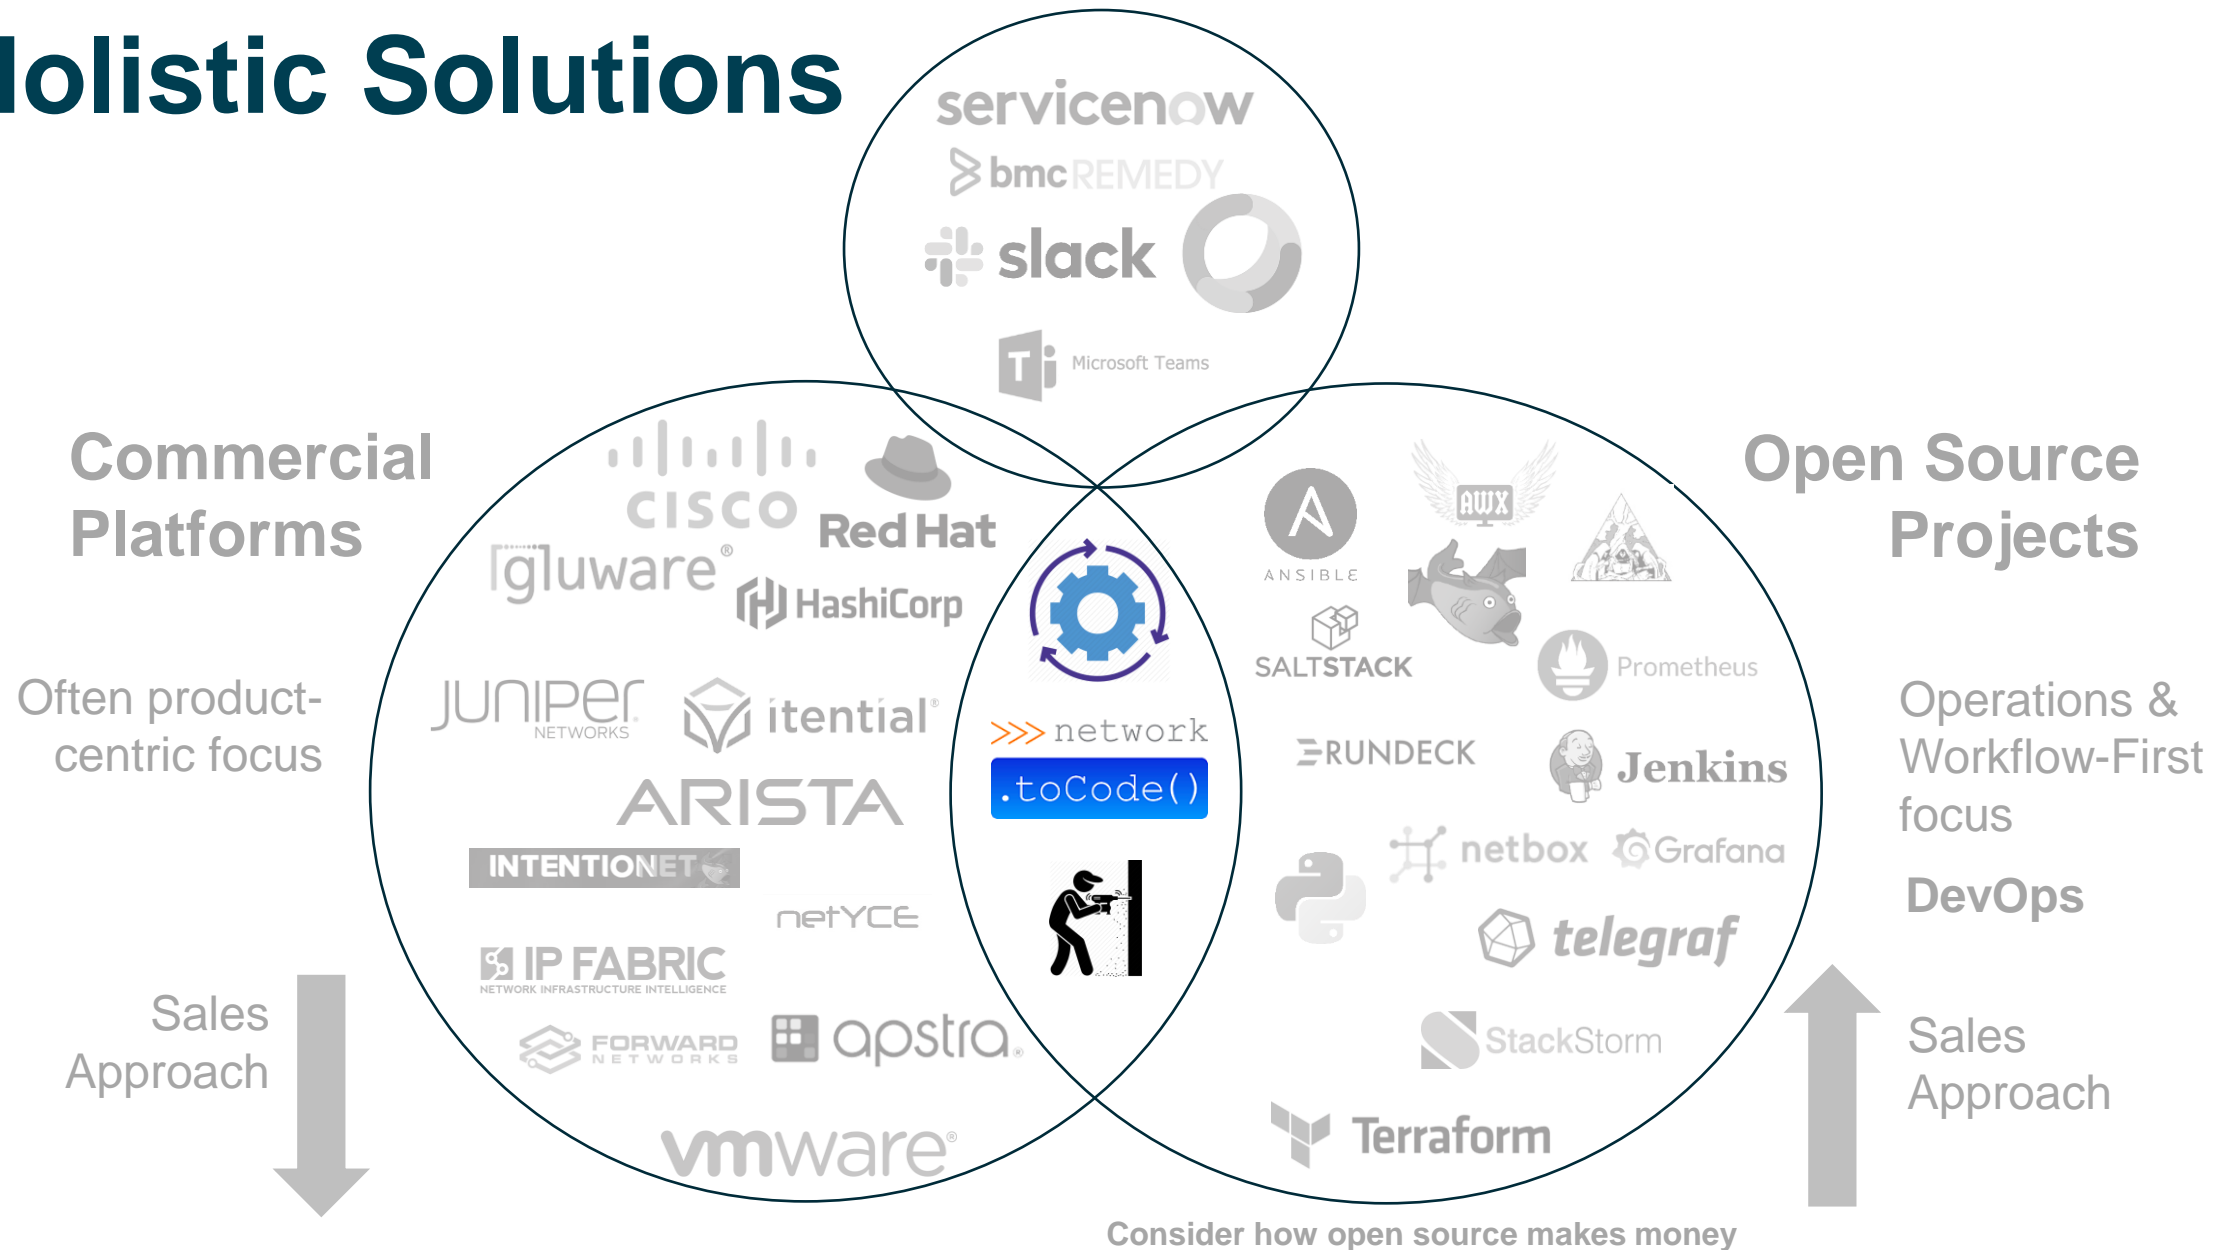 Holistic Solutions
servicenow
bmc REMEDY
slack
T
Microsoft Teams
Commercial
Platforms
Open Source
Projects
CISCO
Red Hat
gluware®
HashiCorp
ANSIBLE
AWX
SALTSTACK
Prometheus
Often product-
centric focus
JUNIPER
NETWORKS
itential®
>>> network
.toCode()
RUNDECK
Jenkins
Operations &
Workflow-First
focus
ARISTA
INTENTIONET
netbox
Grafana
DevOps
netYCE
telegraf
IP FABRIC
NETWORK INFRASTRUCTURE INTELLIGENCE
Sales
Approach
FORWARD
NETWORKS
apstra®
StackStorm
Sales
Approach
vmware®
Terraform
Consider how open source makes money